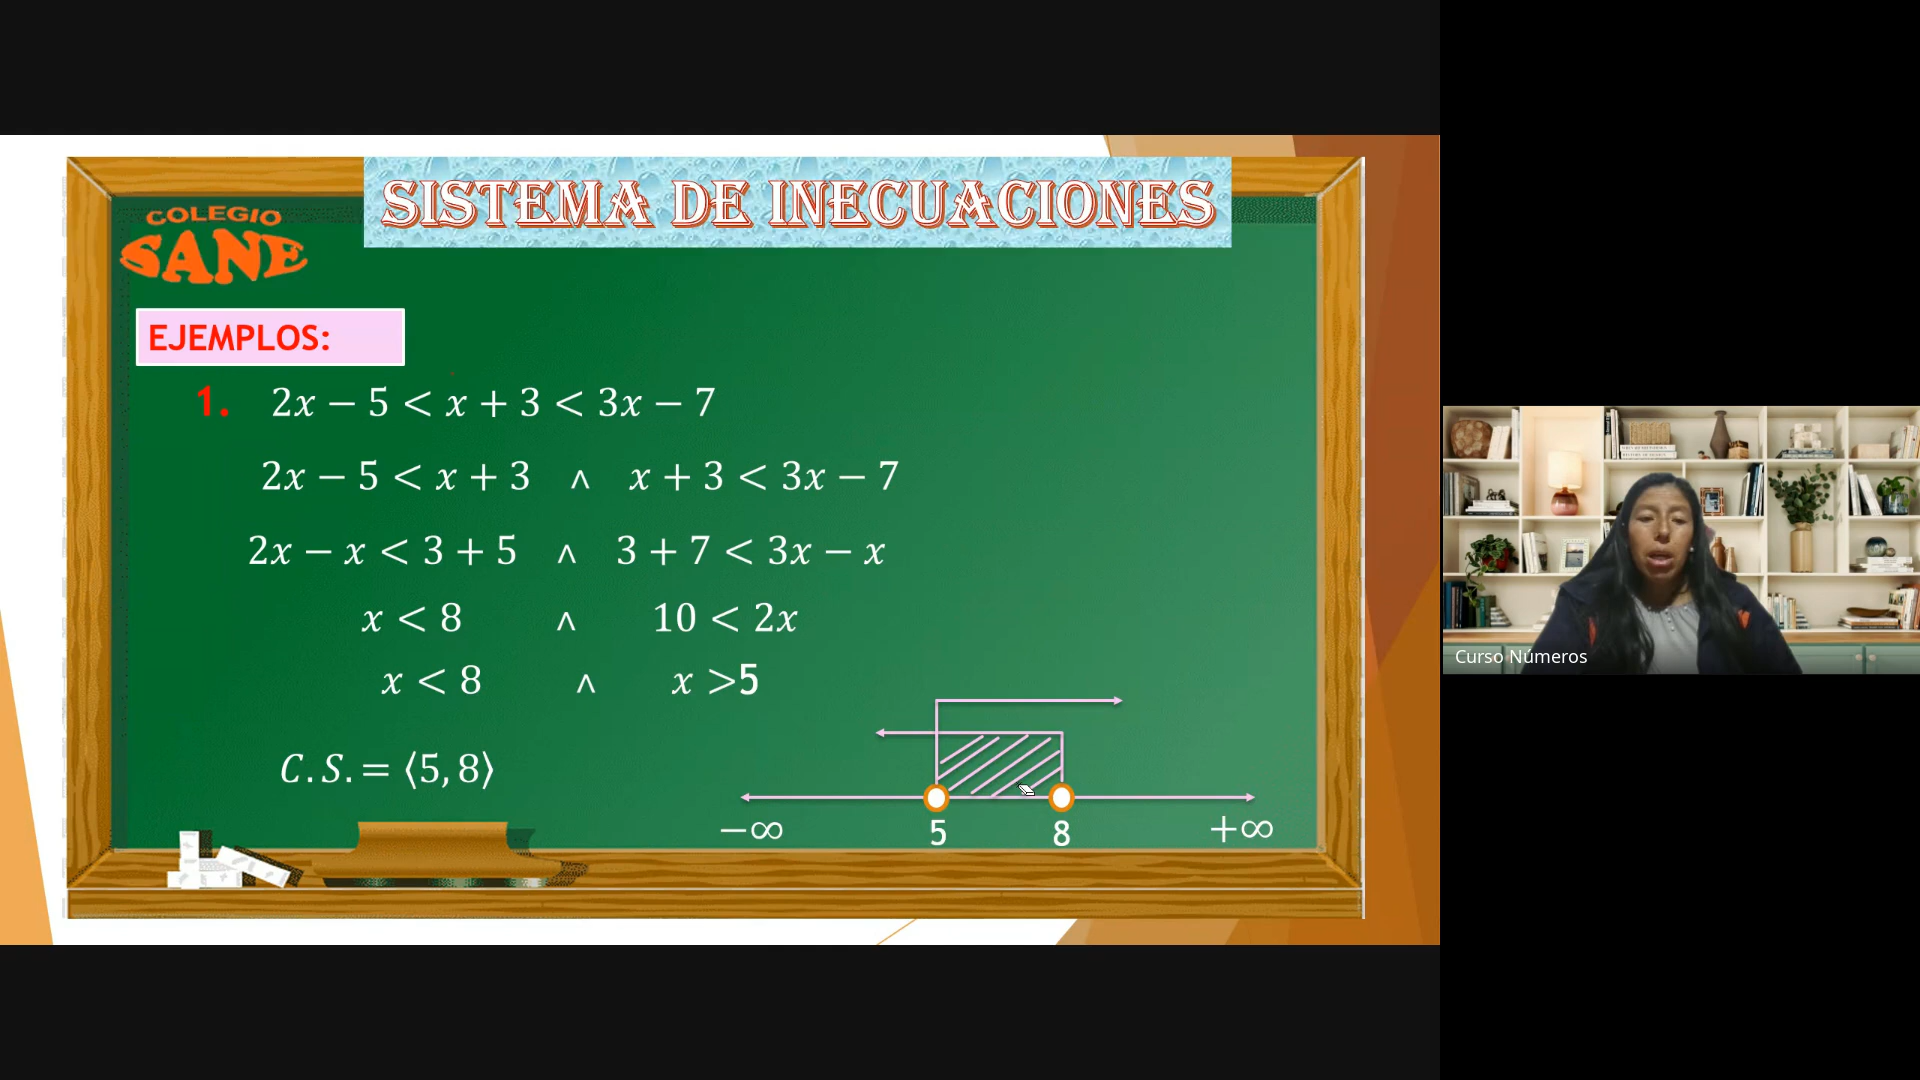 SISTEMA DE INECUACIONES
COLEGIO
SANE
EJEMPLOS:
1. 2x − 5 < x + 3 < 3x − 7
2x − 5 < x + 3 ∧ x + 3 < 3x − 7
2x − x < 3 + 5 ∧ 3 + 7 < 3x − x
x < 8 ∧ 10 < 2x
x < 8 ∧ x >5
C.S.= ⟨5,8⟩
−∞ 5 8 +∞
Curso Números